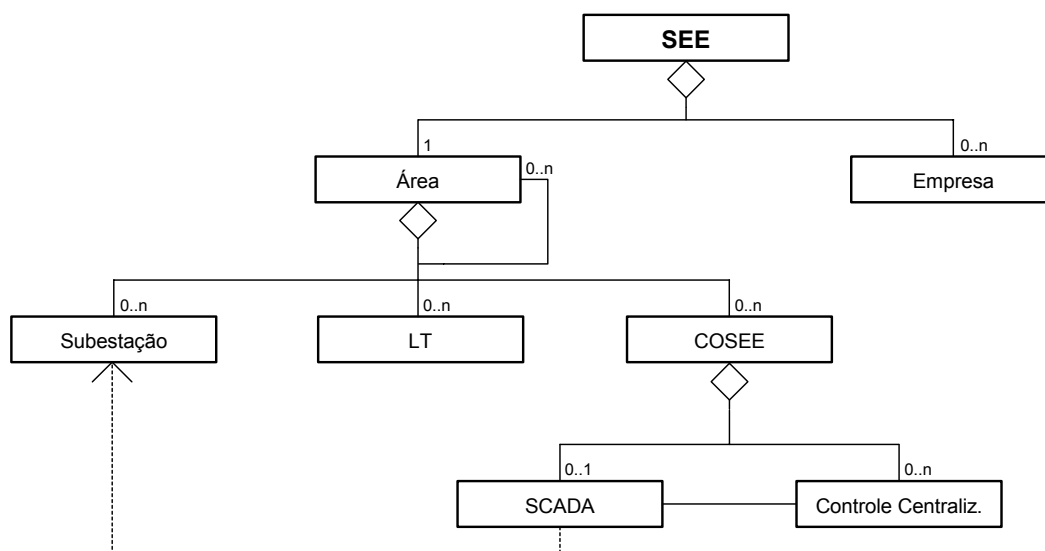 SEE
1
0..n
0..n
Área
Empresa
0..n
0..n
0..n
Subestação
LT
COSEE
0..1
0..n
SCADA
Controle Centraliz.